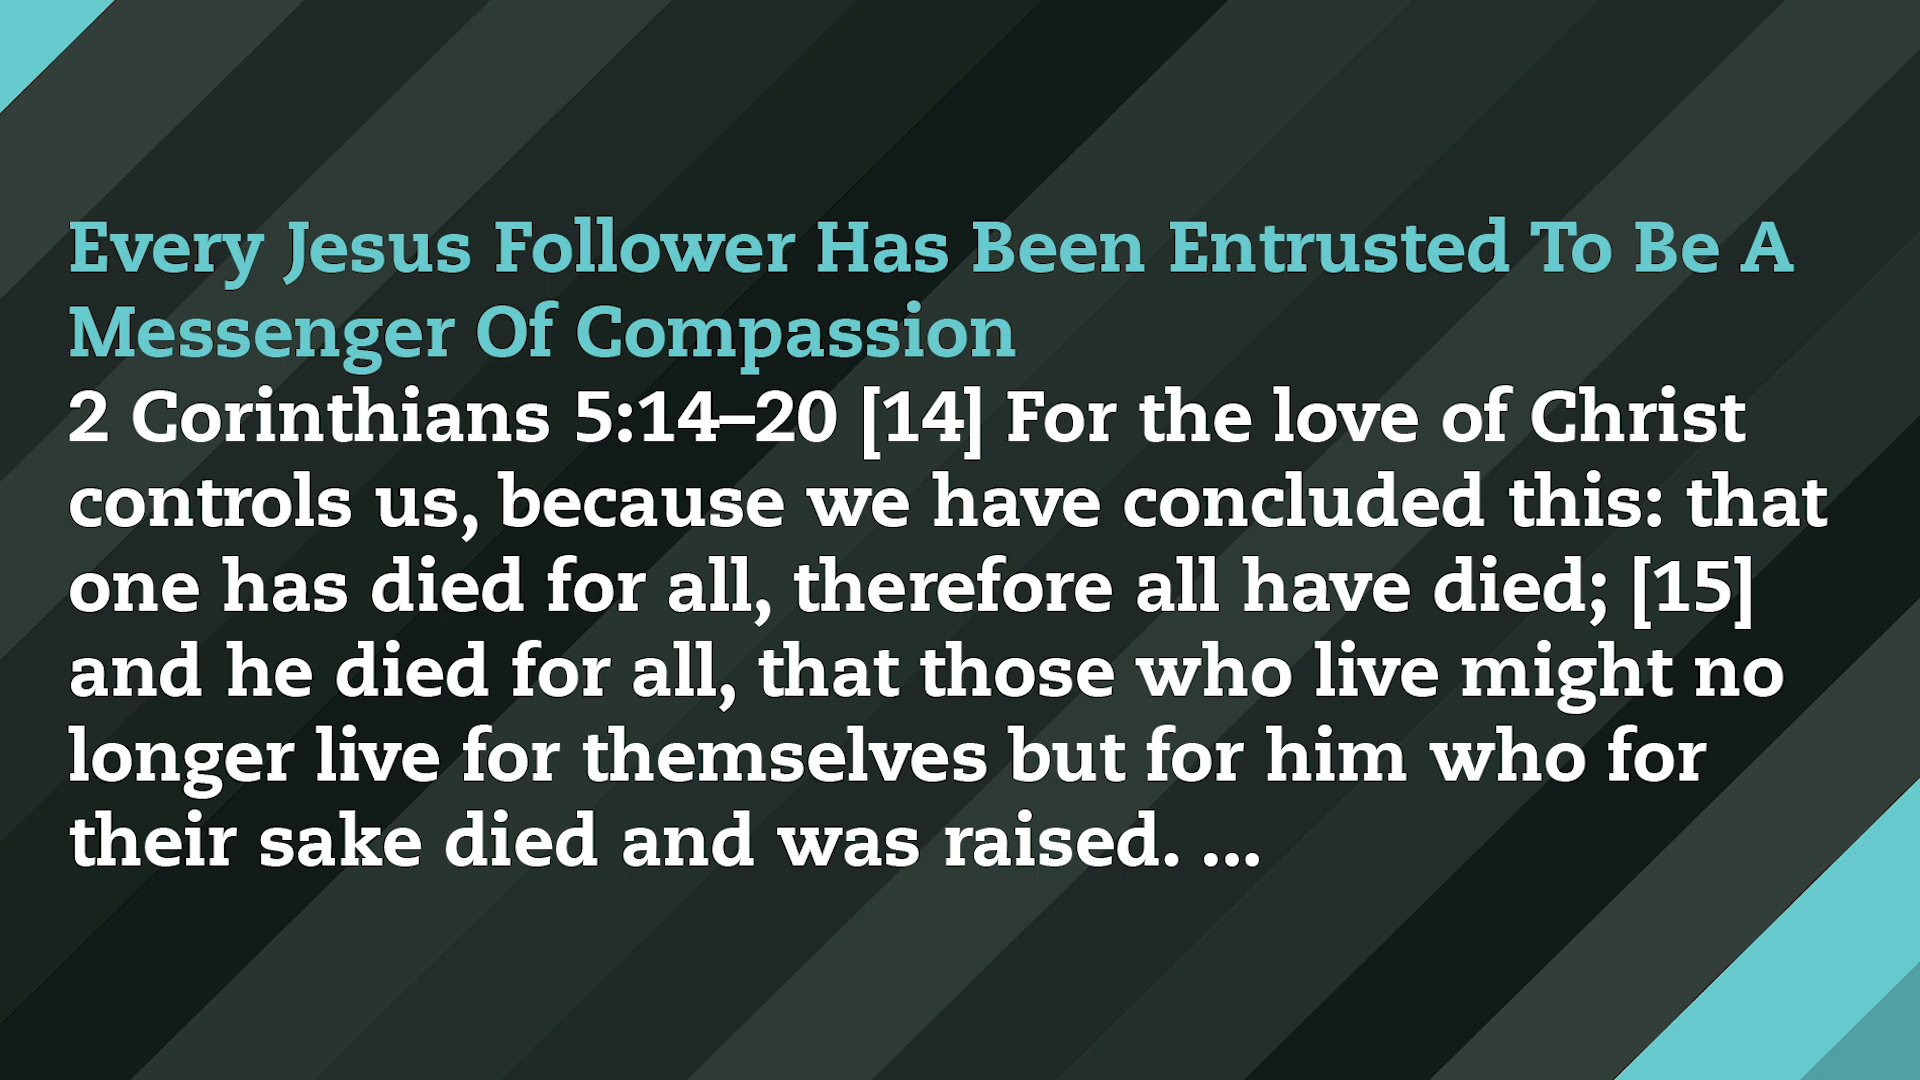 Every Jesus Follower Has Been Entrusted To Be A
Messenger Of Compassion
2 Corinthians 5:14–20 [14] For the love of Christ
controls us, because we have concluded this: that
one has died for all, therefore all have died; [15]
and he died for all, that those who live might no
longer live for themselves but for him who for
their sake died and was raised. ...